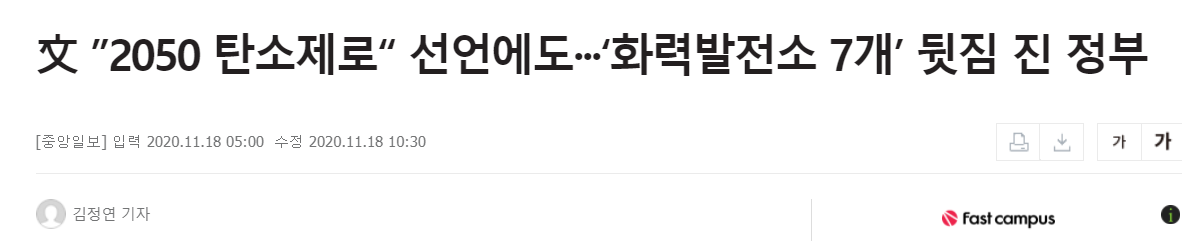 文 ”2050 탄소제로“ 선언에도…‘화력발전소 7개’ 뒷짐 진 정부
[중앙일보] 입력 2020.11.18 05:00 수정 2020.11.18 10:30
가 가
김정연 기자
fast campus
i